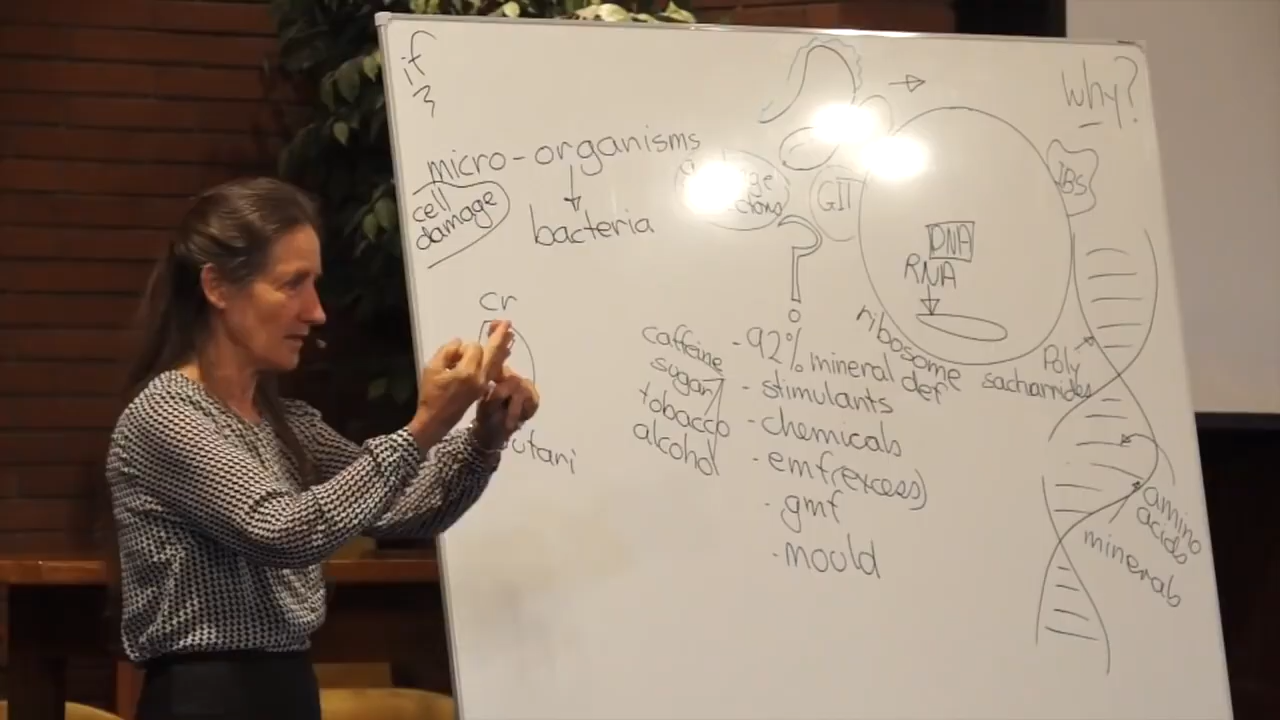 if
3
why?
micro-organisms
cell
damage
bacteria
GIT
IBS
DNA
RNA
ribosome
Poly
sacharrides
cr
utani
caffeine
sugar
tobacco
alcohol
?
- 92% mineral def
- stimulants
- chemicals
- emf (excess)
- gmf
- mould
amino
acids
minerals